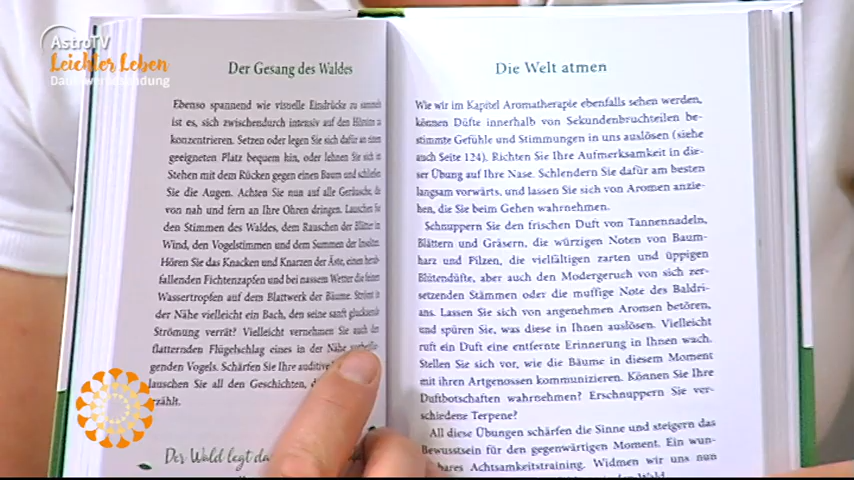 AstroTV
Leichter Leben
Dauerwerbesendung
Der Gesang des Waldes
Ebenso spannend wie visuelle Eindrücke zu sammeln
ist es, sich zwischendurch intensiv auf den Hörsinn zu
konzentrieren. Setzen oder legen Sie sich dafür an einen
geeigneten Platz bequem hin, oder lehnen Sie sich im
Stehen mit dem Rücken gegen einen Baum und schließen
Sie die Augen. Achten Sie nun auf alle Geräusche, die
von nah und fern an Ihre Ohren dringen. Lauschen Sie
den Stimmen des Waldes, dem Rauschen der Blätter im
Wind, den Vogelstimmen und dem Summen der Insekten.
Hören Sie das Knacken und Knarzen der Äste, einen herab-
fallenden Fichtenzapfen und bei nassem Wetter die feinen
Wassertropfen auf dem Blattwerk der Bäume. Strömt in
der Nähe vielleicht ein Bach, den seine sanft gluckernde
Strömung verrät? Vielleicht vernehmen Sie auch den
flatternden Flügelschlag eines in der Nähe
genden Vogels. Schärfen Sie Ihre auditive
lauschen Sie all den Geschichten,
erzählt.
Der Wald legt
Die Welt atmen
Wie wir im Kapitel Aromatherapie ebenfalls sehen werden,
können Düfte innerhalb von Sekundenbruchteilen be-
stimmte Gefühle und Stimmungen in uns auslösen (siehe
auch Seite 124). Richten Sie Ihre Aufmerksamkeit in die-
ser Übung auf Ihre Nase. Schlendern Sie dafür am besten
langsam vorwärts, und lassen Sie sich von Aromen anzie-
hen, die Sie beim Gehen wahrnehmen.
Schnuppern Sie den frischen Duft von Tannennadeln,
Blättern und Gräsern, die würzigen Noten von Baum-
harz und Pilzen, die vielfältigen zarten und üppigen
Blütendüfte, aber auch den Modergeruch von sich zer-
setzenden Stämmen oder die muffige Note des Baldri-
ans. Lassen Sie sich von angenehmen Aromen betören,
und spüren Sie, was diese in Ihnen auslösen. Vielleicht
ruft ein Duft eine entfernte Erinnerung in Ihnen wach.
Stellen Sie sich vor, wie die Bäume in diesem Moment
mit ihren Artgenossen kommunizieren. Können Sie Ihre
Duftbotschaften wahrnehmen? Erschnuppern Sie ver-
schiedene Terpene?
All diese Übungen schärfen die Sinne und steigern das
Bewusstsein für den gegenwärtigen Moment. Ein wun-
bares Achtsamkeitstraining. Widmen wir uns nun